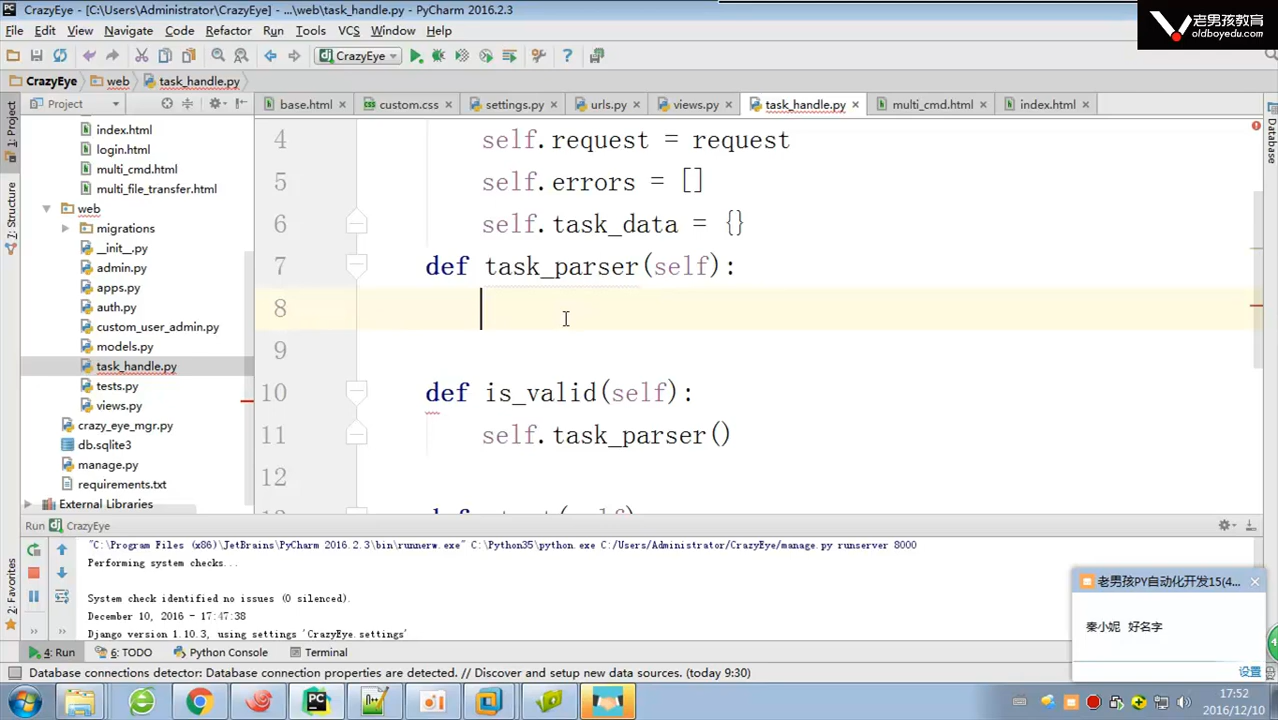 CrazyEye - [C:\Users\Administrator\CrazyEye] - ...\web\task_handle.py - PyCharm 2016.2.3
老男孩教育
oldboyedu.com
File Edit View Navigate Code Refactor Run Tools VCS Window Help
CrazyEye
CrazyEye web task_handle.py
Project
base.html custom.css settings.py urls.py views.py task_handle.py multi_cmd.html index.html
1: Project
Z: Structure
2: Favorites
Database
index.html
login.html
multi_cmd.html
multi_file_transfer.html
web
migrations
__init__.py
admin.py
apps.py
auth.py
custom_user_admin.py
models.py
task_handle.py
tests.py
views.py
crazy_eye_mgr.py
db.sqlite3
manage.py
requirements.txt
External Libraries
4 self.request = request
5 self.errors = []
6 self.task_data = {}
7 def task_parser(self):
8
9
10 def is_valid(self):
11 self.task_parser()
12
Run CrazyEye
"C:\Program Files (x86)\JetBrains\PyCharm 2016.2.3\bin\runnerw.exe" C:\Python35\python.exe C:/Users/Administrator/CrazyEye/manage.py runserver 8000
Performing system checks...
System check identified no issues (0 silenced).
December 10, 2016 - 17:47:38
Django version 1.10.3, using settings 'CrazyEye.settings'
老男孩PY自动化开发15(4...
秦小妮 好名字
设置
4: Run 6: TODO Python Console Terminal
Database connections detector: Database connection properties are detected. // Discover and setup new data sources. (today 9:30)
17:52
2016/12/10